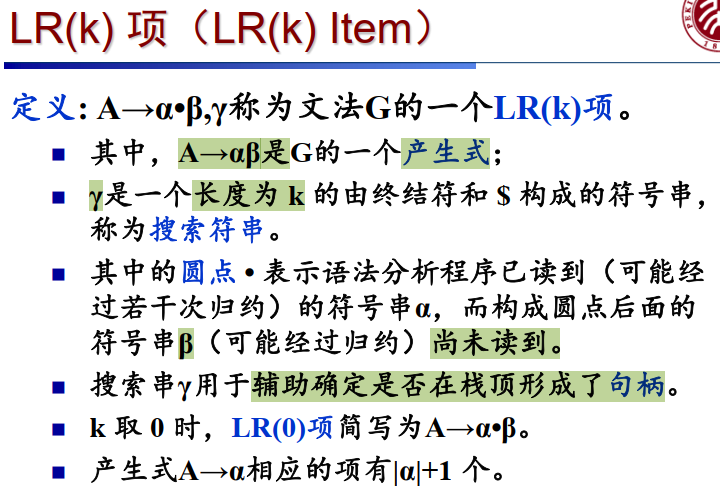 LR(k) 项（LR(k) Item）
定义: A→α•β,γ称为文法G的一个LR(k)项。
■ 其中，A→αβ是G的一个产生式；
■ γ是一个长度为 k 的由终结符和 $ 构成的符号串，
称为搜索符串。
■ 其中的圆点 • 表示语法分析程序已读到（可能经
过若干次归约）的符号串α，而构成圆点后面的
符号串β（可能经过归约）尚未读到。
■ 搜索串γ用于辅助确定是否在栈顶形成了句柄。
■ k 取 0 时，LR(0)项简写为A→α•β。
■ 产生式A→α相应的项有|α|+1 个。